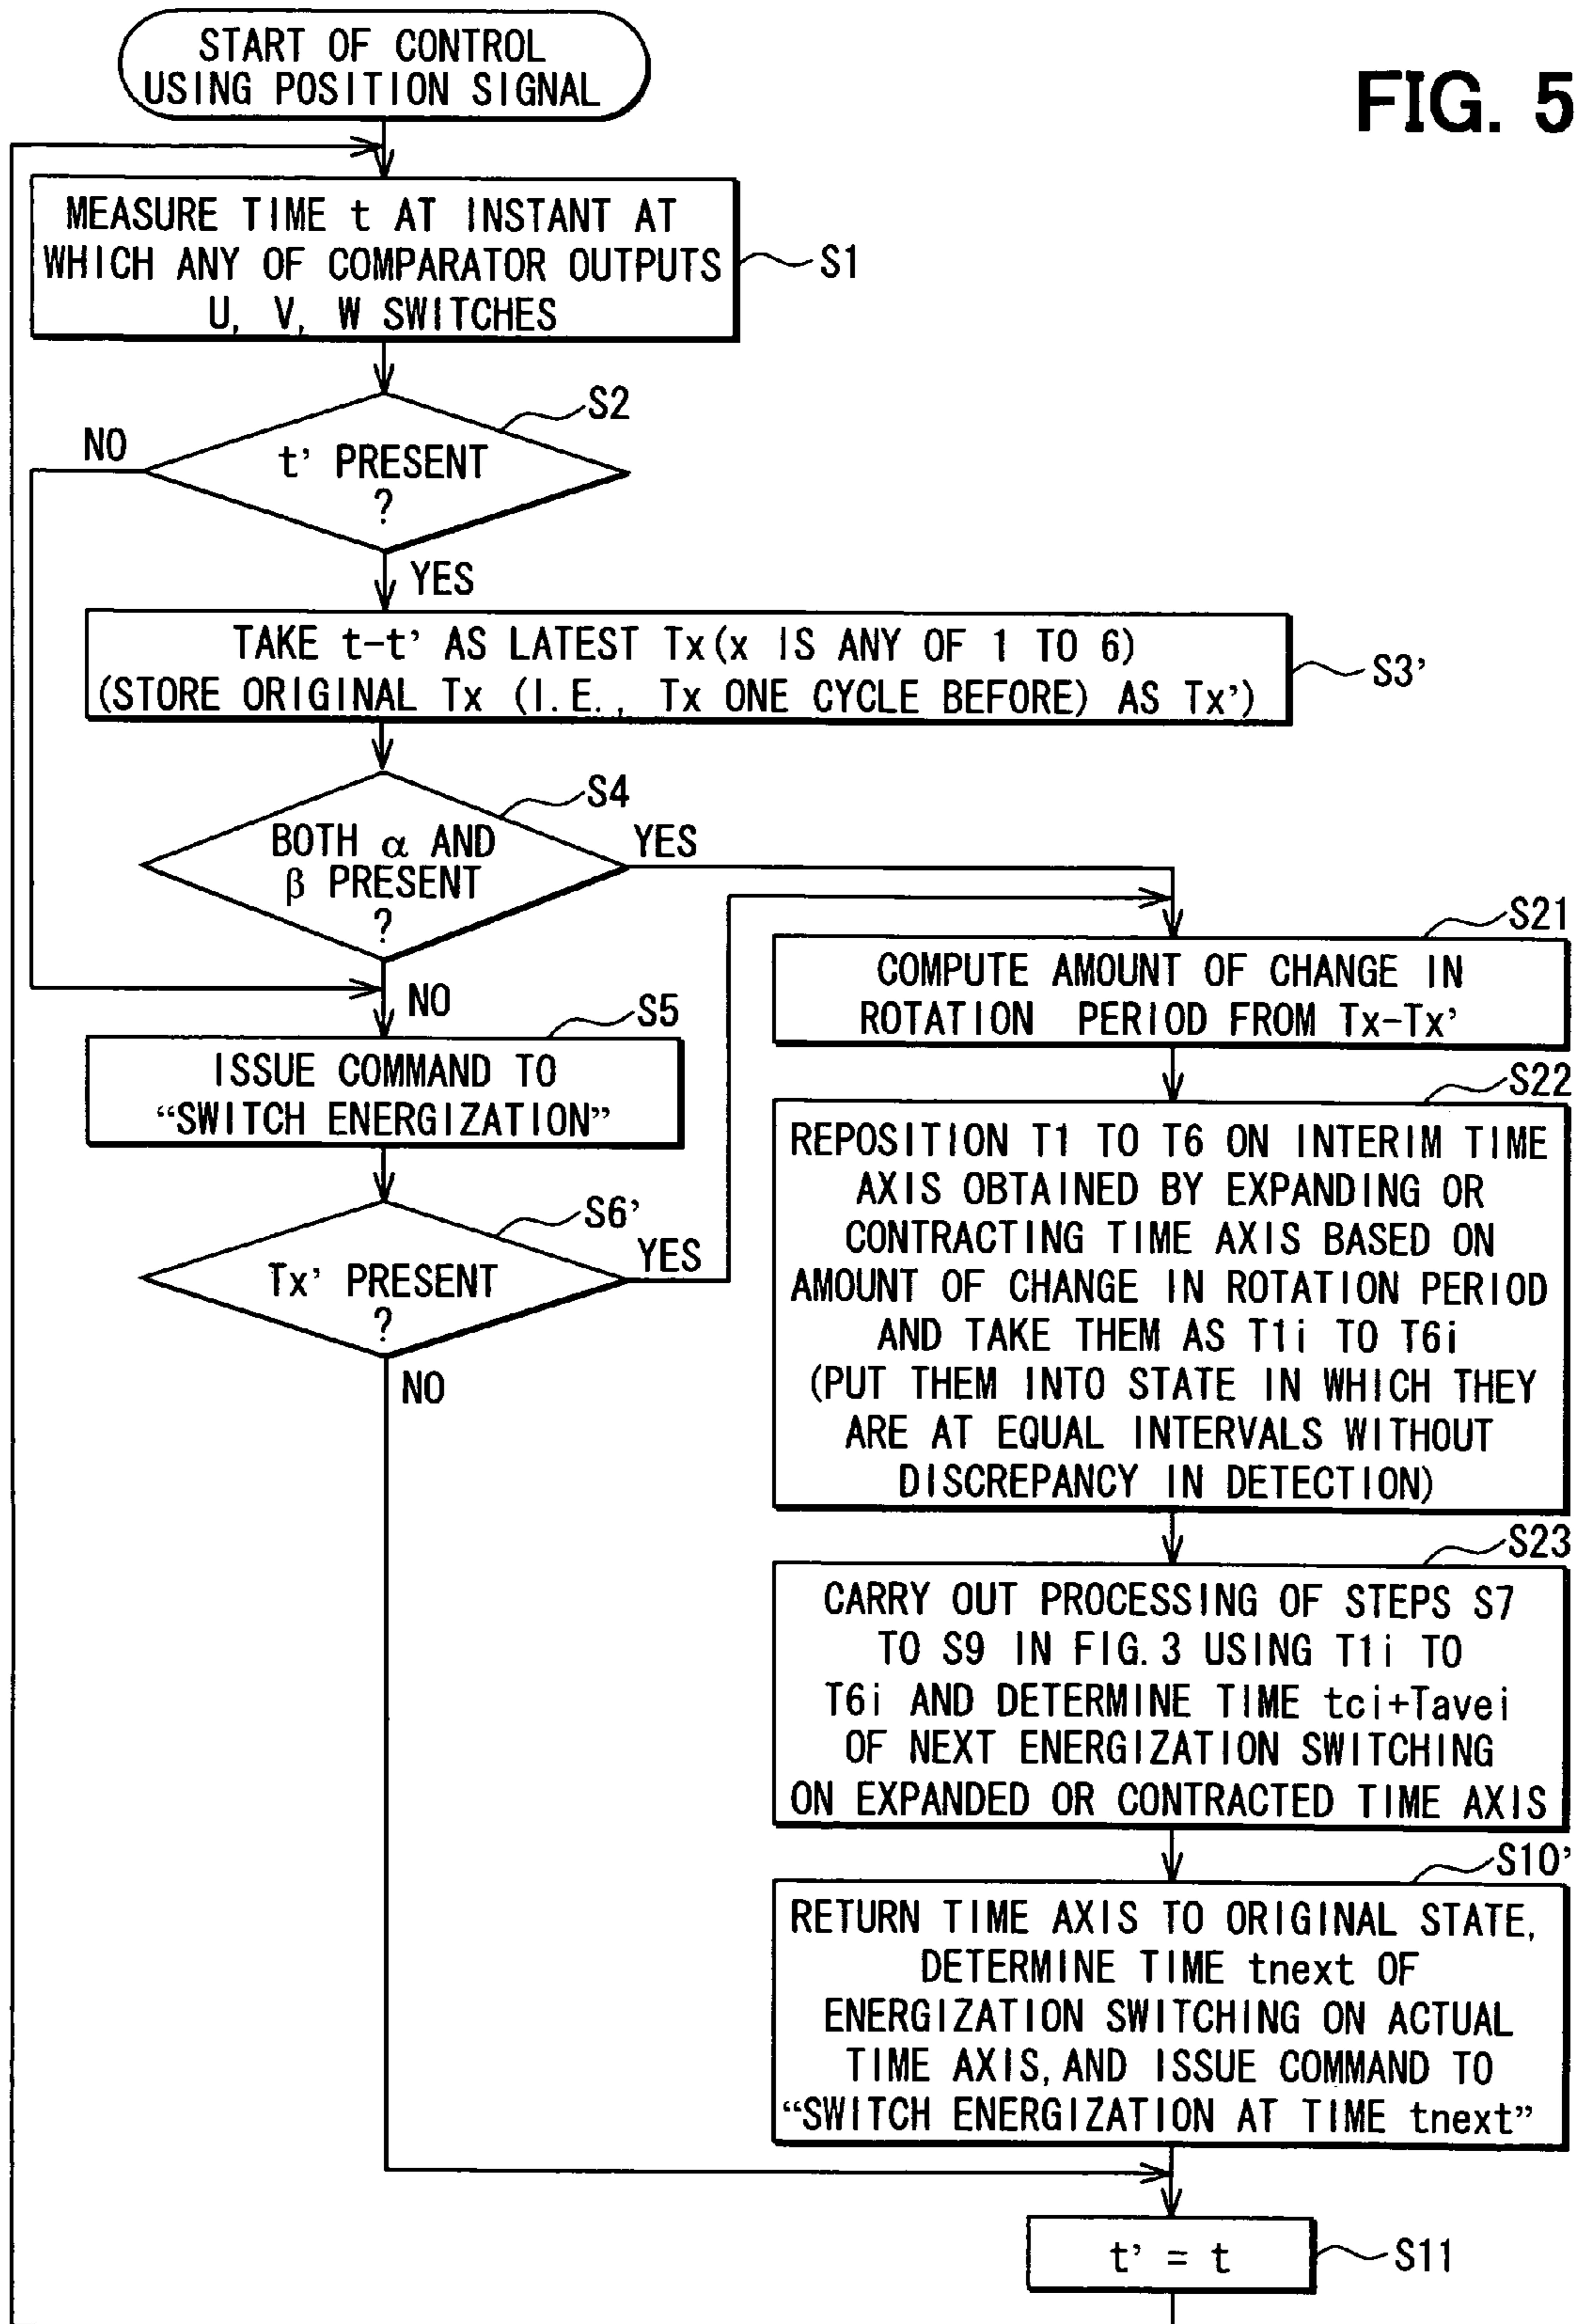 FIG. 5
START OF CONTROL
USING POSITION SIGNAL
MEASURE TIME t AT INSTANT AT
WHICH ANY OF COMPARATOR OUTPUTS
U, V, W SWITCHES
S1
S2
NO
t' PRESENT
?
YES
TAKE t-t' AS LATEST Tx(x IS ANY OF 1 TO 6)
(STORE ORIGINAL Tx (I.E., Tx ONE CYCLE BEFORE) AS Tx')
S3'
S4
BOTH α AND
β PRESENT
?
YES
NO
S5
ISSUE COMMAND TO
“SWITCH ENERGIZATION”
S6'
Tx' PRESENT
?
YES
NO
S21
COMPUTE AMOUNT OF CHANGE IN
ROTATION PERIOD FROM Tx-Tx'
S22
REPOSITION T1 TO T6 ON INTERIM TIME
AXIS OBTAINED BY EXPANDING OR
CONTRACTING TIME AXIS BASED ON
AMOUNT OF CHANGE IN ROTATION PERIOD
AND TAKE THEM AS T1i TO T6i
(PUT THEM INTO STATE IN WHICH THEY
ARE AT EQUAL INTERVALS WITHOUT
DISCREPANCY IN DETECTION)
S23
CARRY OUT PROCESSING OF STEPS S7
TO S9 IN FIG.3 USING T1i TO
T6i AND DETERMINE TIME tci+Tavei
OF NEXT ENERGIZATION SWITCHING
ON EXPANDED OR CONTRACTED TIME AXIS
S10'
RETURN TIME AXIS TO ORIGINAL STATE,
DETERMINE TIME tnext OF
ENERGIZATION SWITCHING ON ACTUAL
TIME AXIS, AND ISSUE COMMAND TO
“SWITCH ENERGIZATION AT TIME tnext”
t' = t
S11